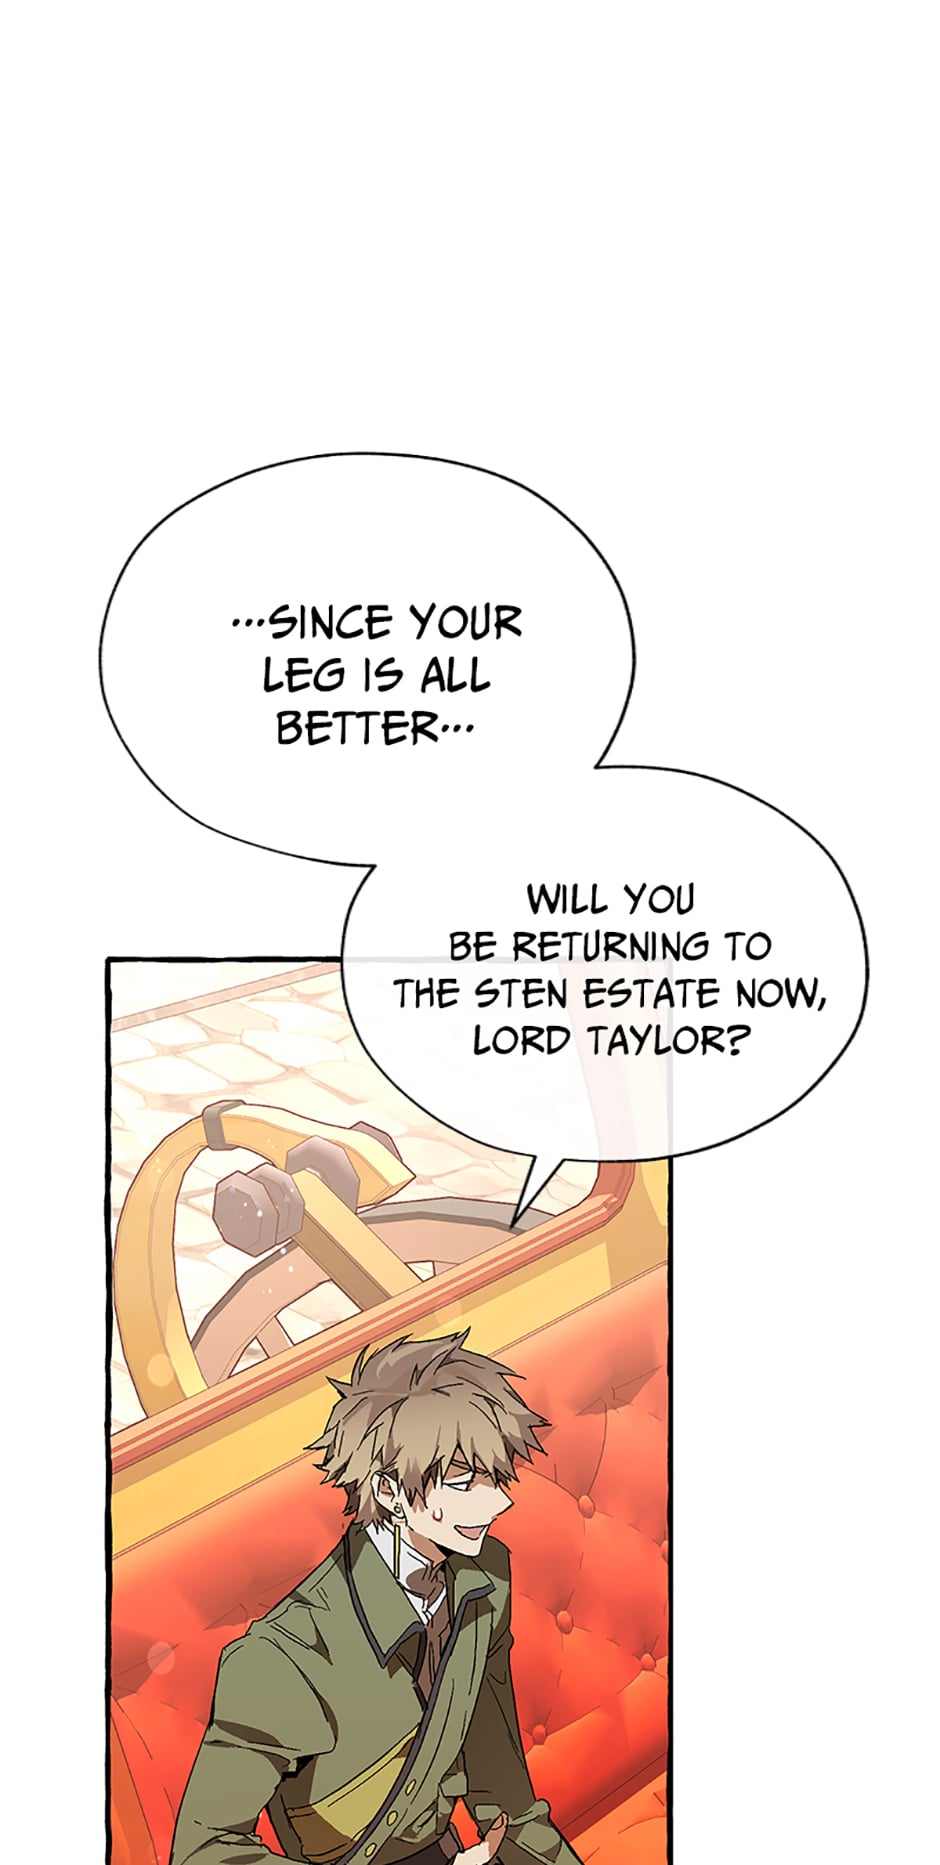 ...SINCE YOUR
LEG IS ALL
BETTER...
WILL YOU
BE RETURNING TO
THE STEN ESTATE NOW,
LORD TAYLOR?